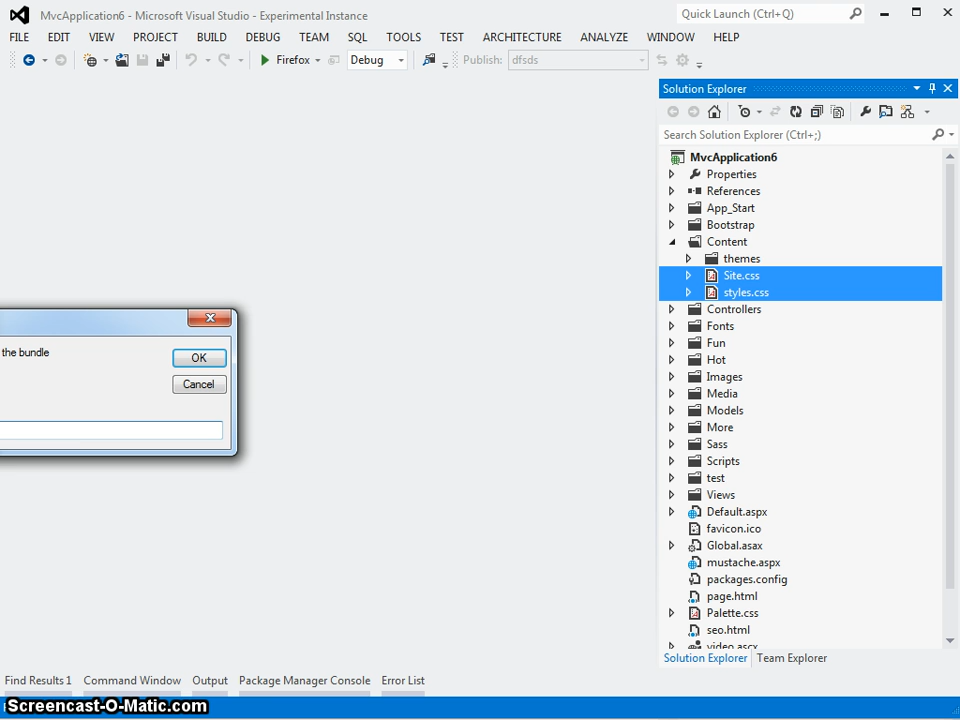 MvcApplication6 - Microsoft Visual Studio - Experimental Instance
Quick Launch (Ctrl+Q)
FILE EDIT VIEW PROJECT BUILD DEBUG TEAM SQL TOOLS TEST ARCHITECTURE ANALYZE WINDOW HELP
Firefox Debug Publish: dfsds
Solution Explorer
Search Solution Explorer (Ctrl+;)
MvcApplication6
Properties
References
App_Start
Bootstrap
Content
themes
Site.css
styles.css
Controllers
Fonts
Fun
Hot
Images
Media
Models
More
Sass
Scripts
test
Views
Default.aspx
favicon.ico
Global.asax
mustache.aspx
packages.config
page.html
Palette.css
seo.html
video.ascx
Solution Explorer Team Explorer
the bundle
OK
Cancel
Find Results 1 Command Window Output Package Manager Console Error List
Screencast-O-Matic.com